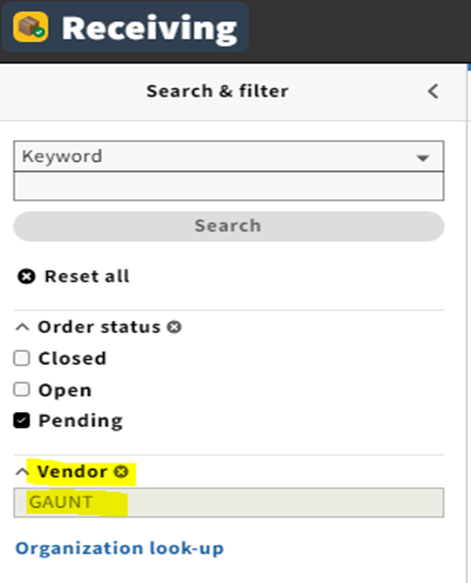 Receiving
Search & filter
Keyword
Search
Reset all
Order status
Closed
Open
Pending
Vendor
GAUNT
Organization look-up